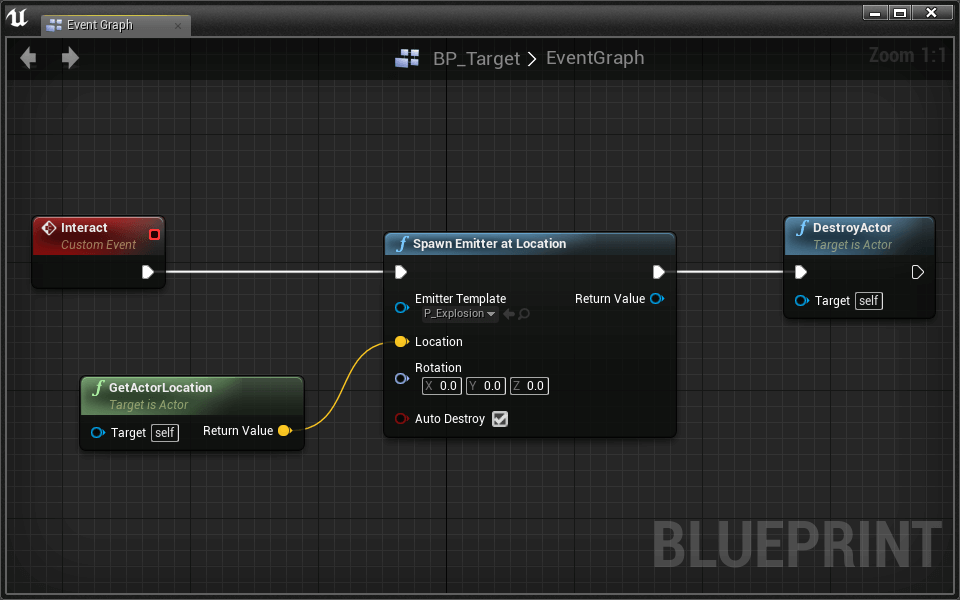 Event Graph
BP_Target > EventGraph
Zoom 1:1
Interact
Custom Event
Spawn Emitter at Location
Emitter Template
P_Explosion
Return Value
Location
Rotation
X 0.0 Y 0.0 Z 0.0
Auto Destroy
DestroyActor
Target is Actor
Target self
GetActorLocation
Target is Actor
Target self
Return Value
BLUEPRINT